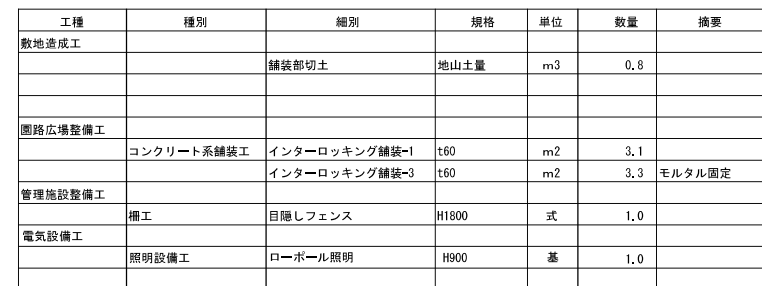 工種 種別 細別 規格 単位 数量 摘要
敷地造成工
舗装部切土 地山土量 m3 0.8
園路広場整備工
コンクリート系舗装工 インターロッキング舗装-1 t60 m2 3.1
インターロッキング舗装-3 t60 m2 3.3 モルタル固定
管理施設整備工
柵工 目隠しフェンス H1800 式 1.0
電気設備工
照明設備工 ローポール照明 H900 基 1.0